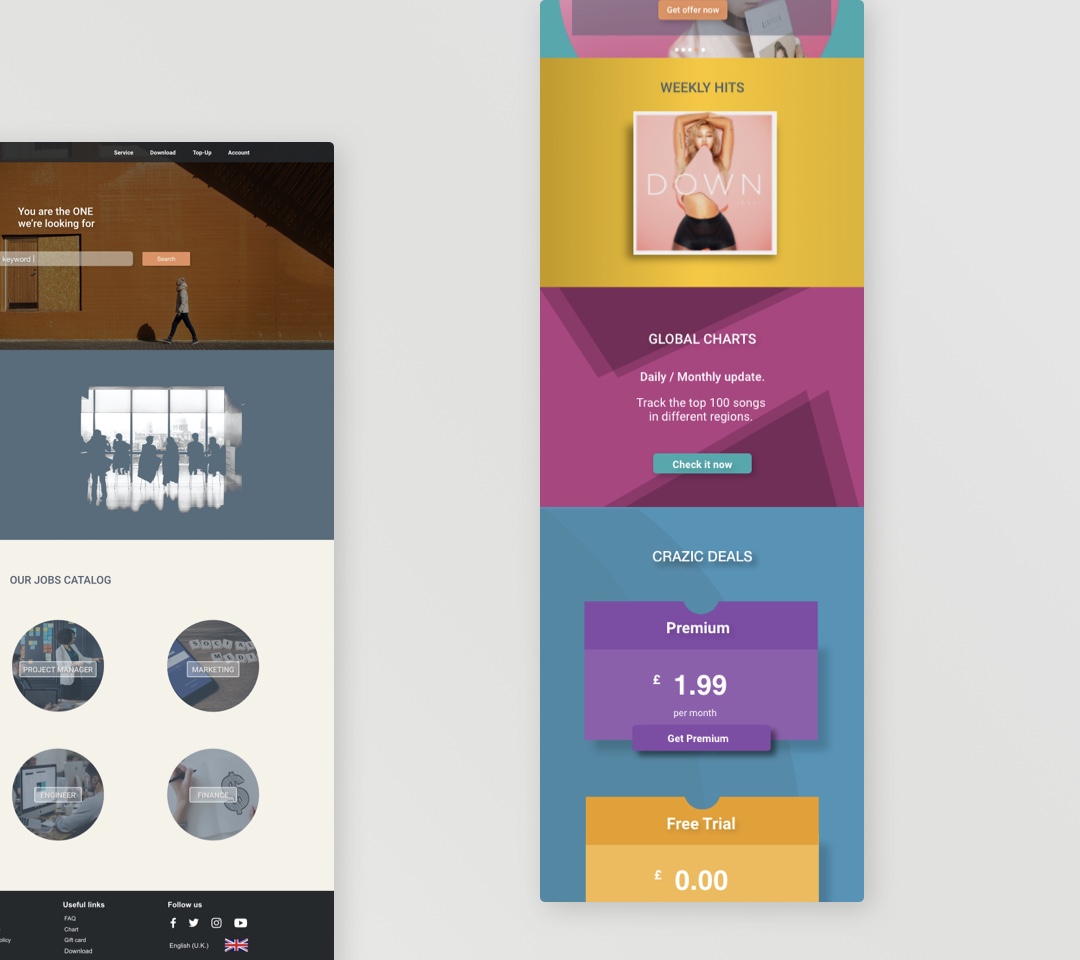 Service Download Top-Up Account
You are the ONE
we're looking for
keyword
Search
OUR JOBS CATALOG
PROJECT MANAGER
MARKETING
SOCIAL
MEDIA
ENGINEER
FINANCE
Useful links
FAQ
Chart
Gift card
Download
olicy
Follow us
English (U.K.)
Get offer now
WEEKLY HITS
DOWN
GLOBAL CHARTS
Daily / Monthly update.
Track the top 100 songs
in different regions.
Check it now
CRAZIC DEALS
Premium
£ 1.99
per month
Get Premium
Free Trial
£ 0.00